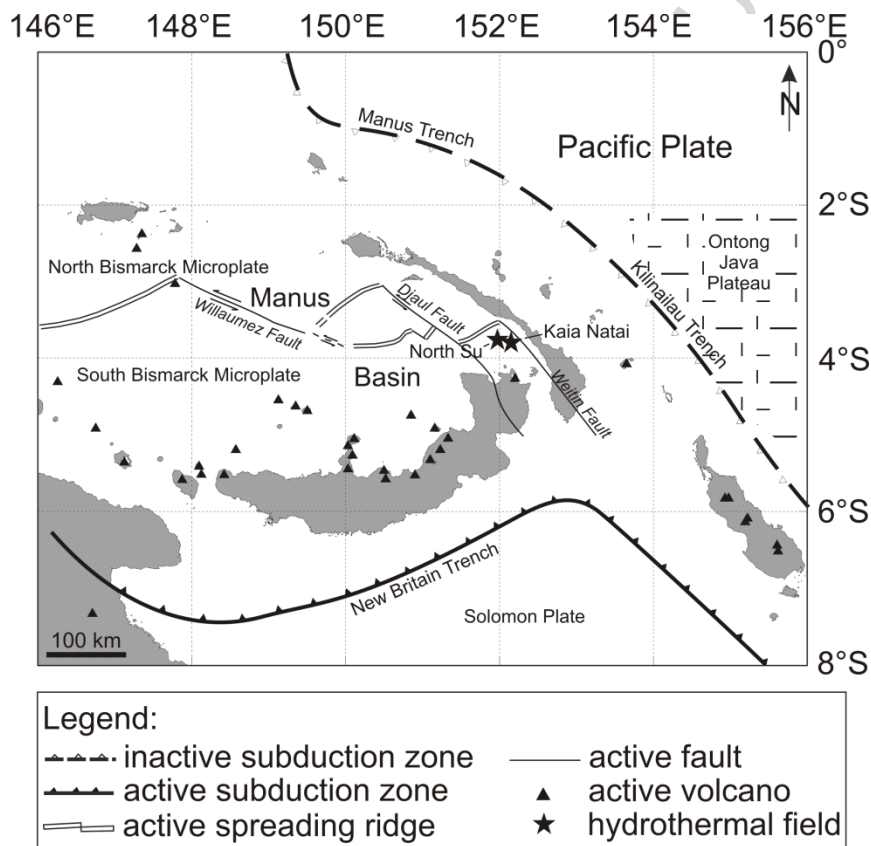 146°E 148°E 150°E 152°E 154°E 156°E
0°
N
Manus Trench
Pacific Plate
2°S
Ontong
Java
Plateau
North Bismarck Microplate
Manus
Djaul Fault
Kilinailau Trench
Willaumez Fault
Kaia Natai
North Su
4°S
South Bismarck Microplate
Basin
Weitin Fault
6°S
New Britain Trench
Solomon Plate
100 km
8°S
Legend:
inactive subduction zone
active fault
active subduction zone
active volcano
active spreading ridge
hydrothermal field